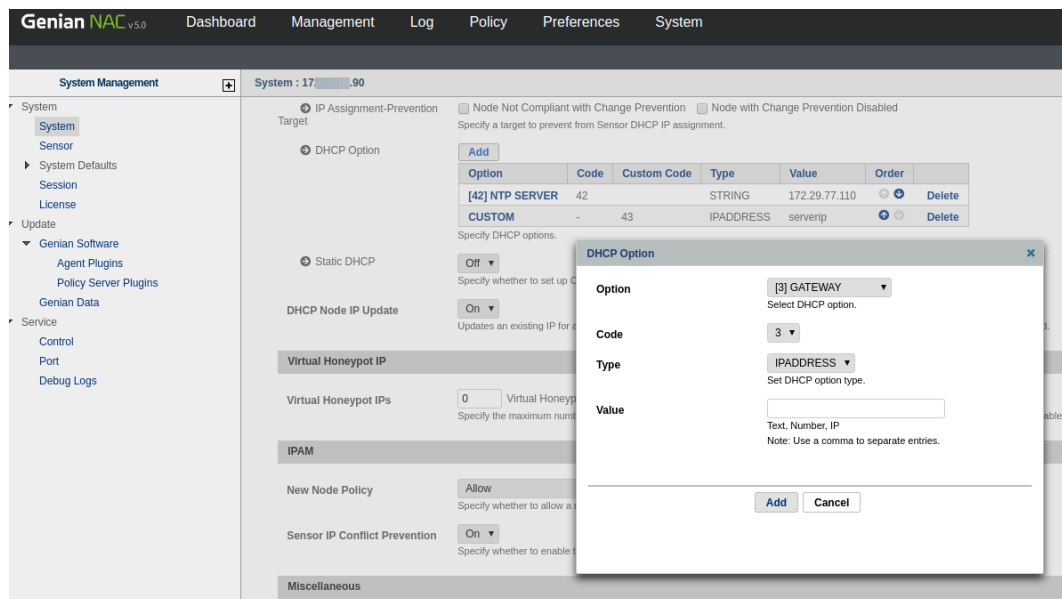 Genian NAC v 5.0 Dashboard Management Log Policy Preferences System
System Management
System
System
Sensor
System Defaults
Session
License
Update
Genian Software
Agent Plugins
Policy Server Plugins
Genian Data
Service
Control
Port
Debug Logs
System : 17 .90
IP Assignment-Prevention Target
Node Not Compliant with Change Prevention Node with Change Prevention Disabled
Specify a target to prevent from Sensor DHCP IP assignment.
DHCP Option
Add
Option Code Custom Code Type Value Order
[42] NTP SERVER 42 STRING 172.29.77.110 Delete
CUSTOM - 43 IPADDRESS serverip Delete
Specify DHCP options.
Static DHCP
Off
Specify whether to set up
DHCP Node IP Update
On
Updates an existing IP for
Virtual Honeypot IP
Virtual Honeypot IPs
0 Virtual Honeyp
Specify the maximum numb
able
IPAM
New Node Policy
Allow
Specify whether to allow a
Sensor IP Conflict Prevention
On
Specify whether to enable t
Miscellaneous
DHCP Option
Option
[3] GATEWAY
Select DHCP option.
Code
3
Type
IPADDRESS
Set DHCP option type.
Value
Text, Number, IP
Note: Use a comma to separate entries.
Add Cancel